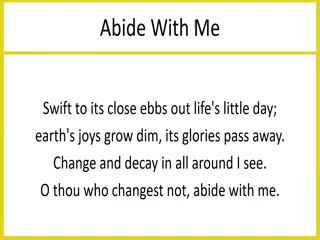 Abide With Me
Swift to its close ebbs out life's little day;
earth's joys grow dim, its glories pass away.
Change and decay in all around I see.
O thou who changest not, abide with me.